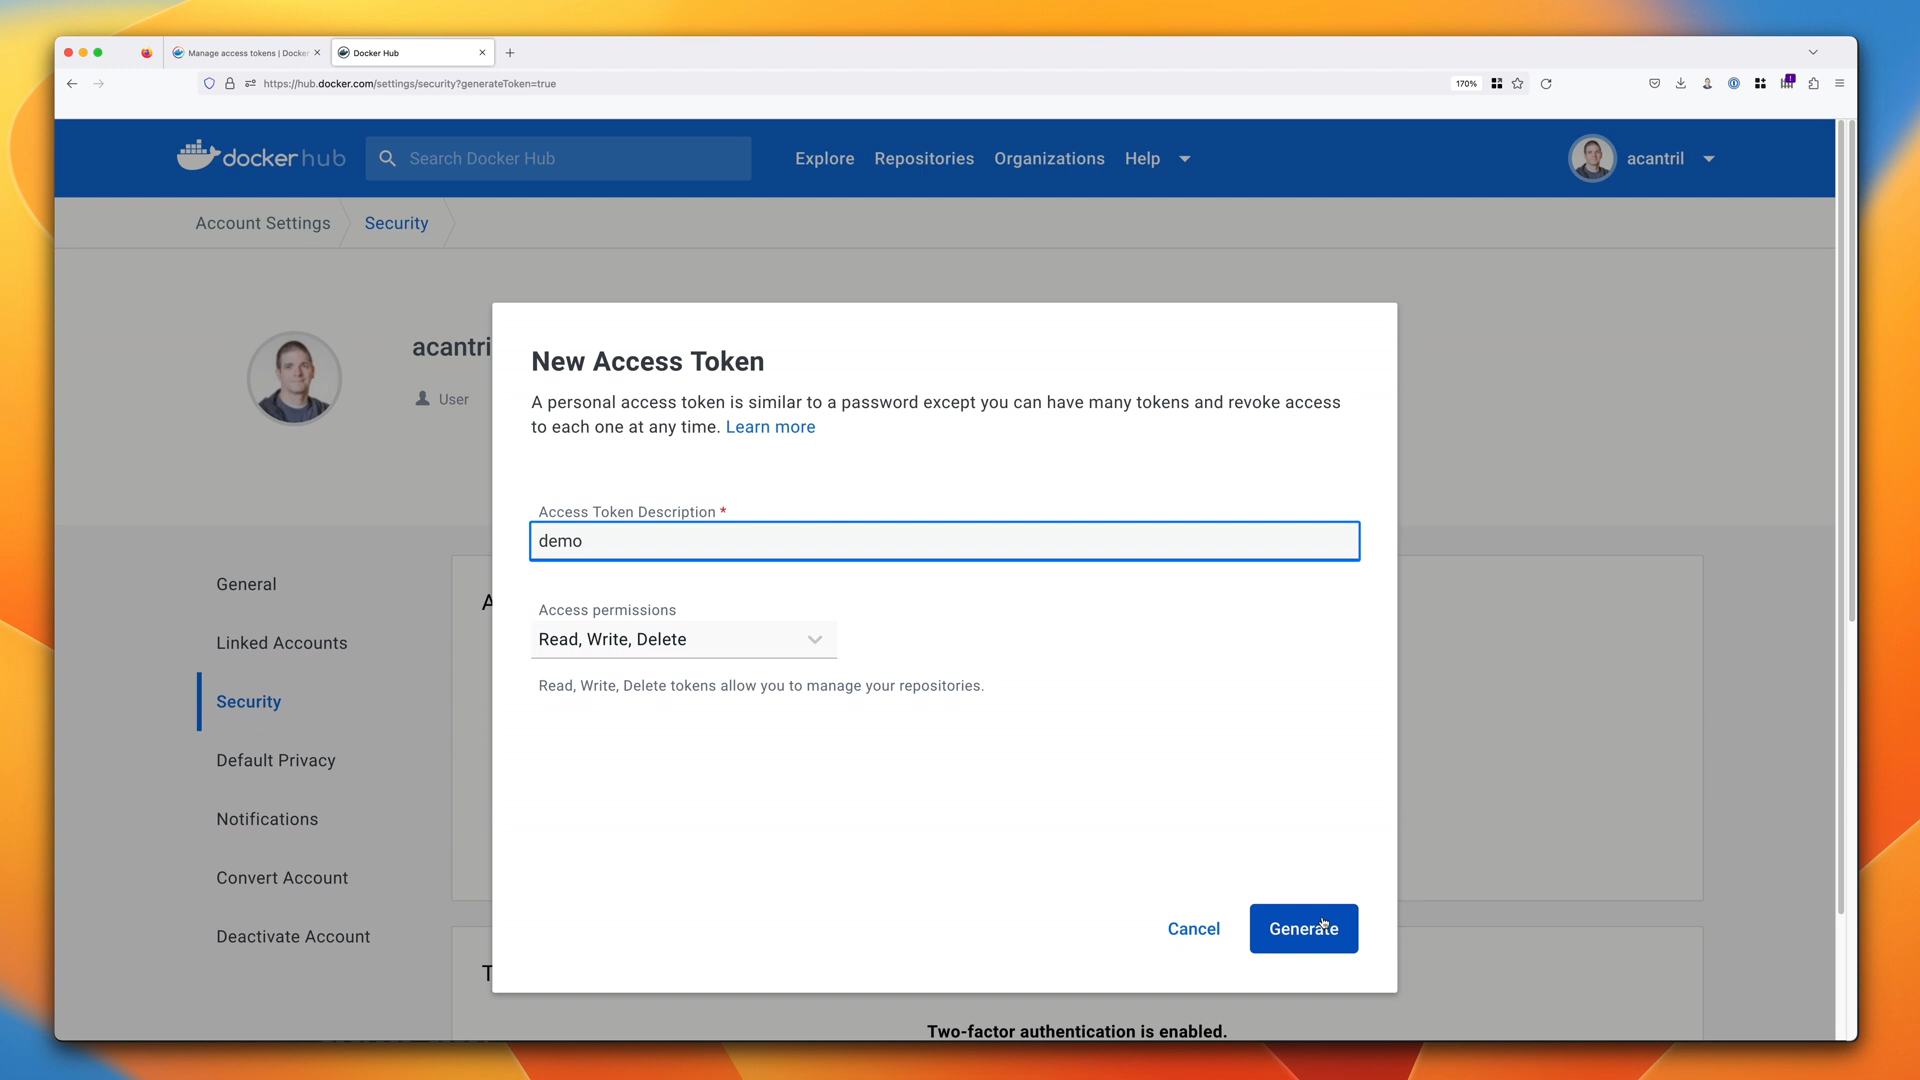 Manage access tokens | Docker
Docker Hub
https://hub.docker.com/settings/security?generateToken=true
170%
dockerhub
Search Docker Hub
Explore
Repositories
Organizations
Help
acantril
Account Settings
Security
acantri
User
New Access Token
A personal access token is similar to a password except you can have many tokens and revoke access
to each one at any time. Learn more
Access Token Description *
demo
Access permissions
Read, Write, Delete
Read, Write, Delete tokens allow you to manage your repositories.
General
Linked Accounts
Security
Default Privacy
Notifications
Convert Account
Deactivate Account
A
Cancel
Generate
T
Two-factor authentication is enabled.